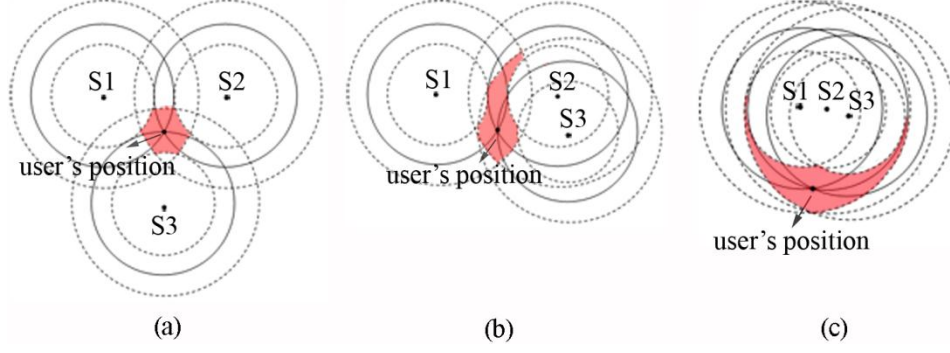 S1
S2
user's position
S3
(a)
S1
S2
S3
user's position
(b)
S1
S2
S3
user's position
(c)